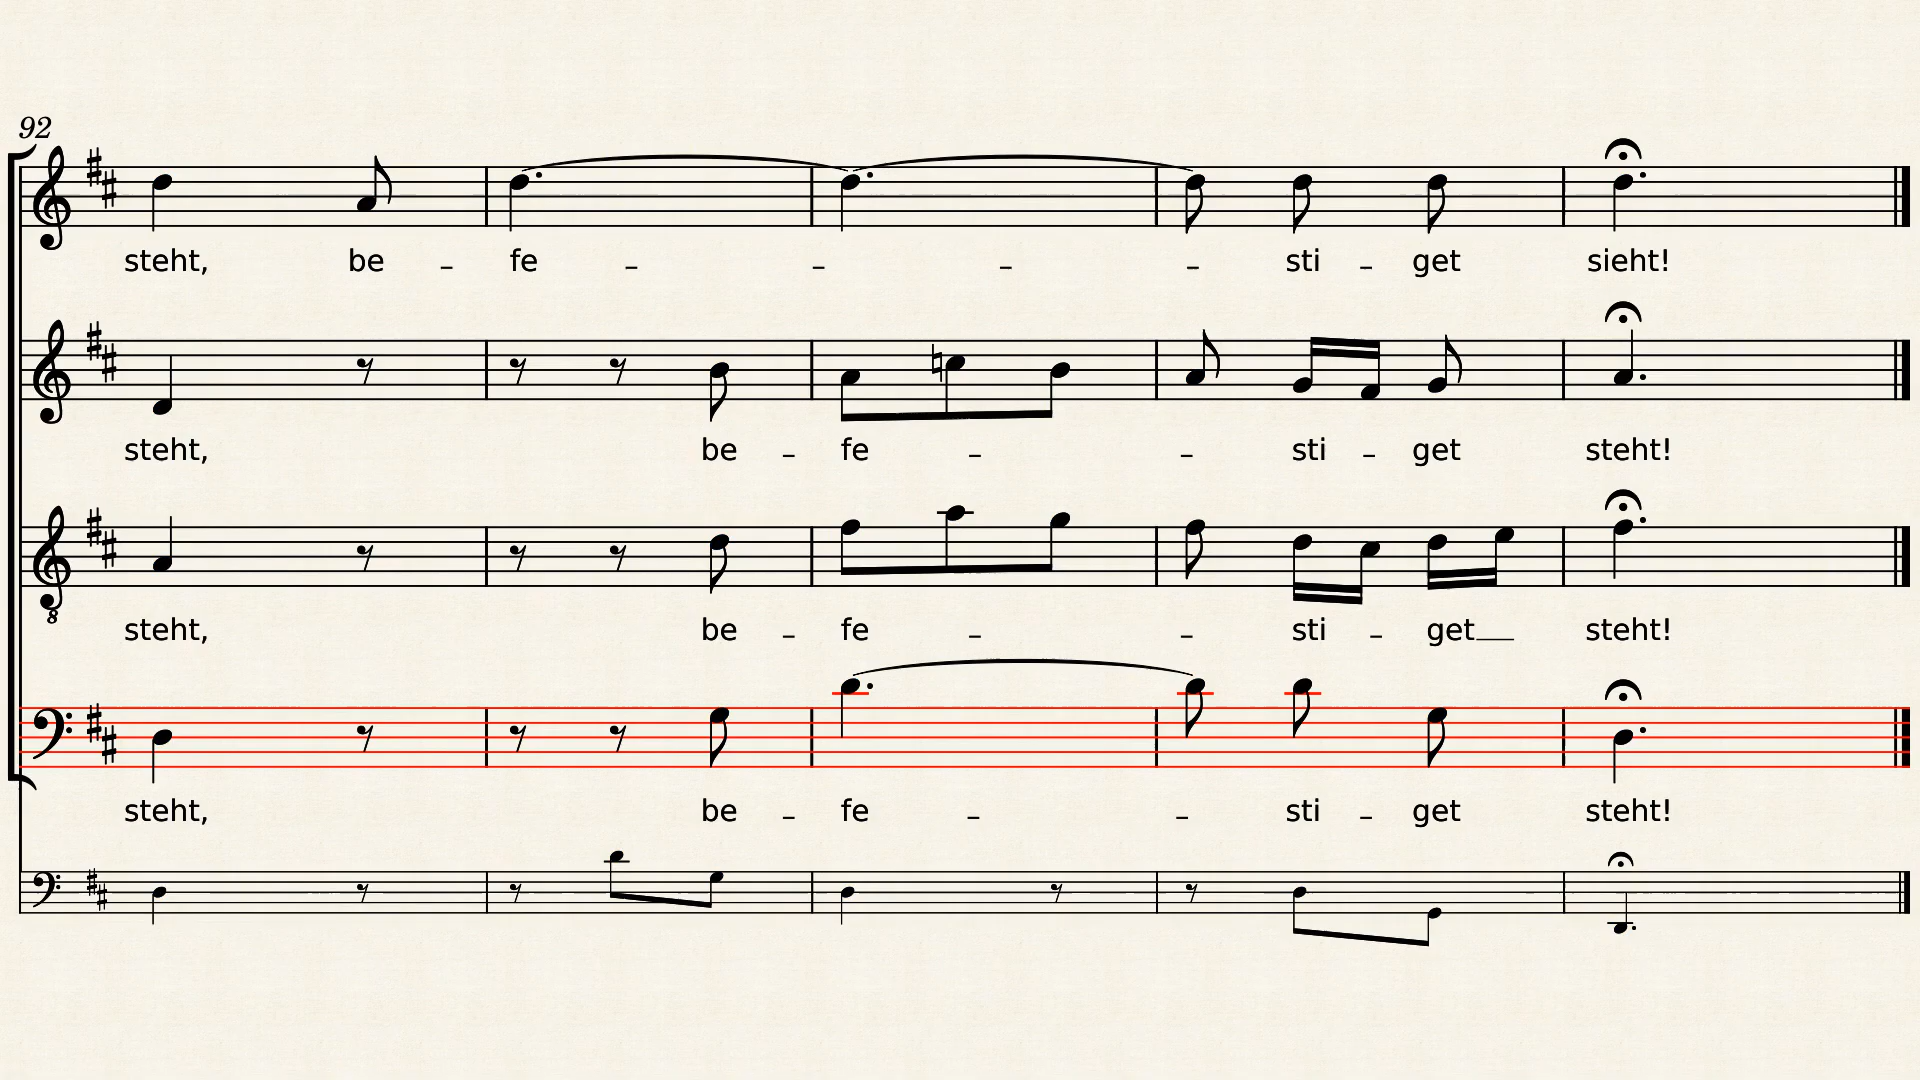 92
steht, be – fe – – – – sti – get sieht!
steht, be – fe – – sti – get steht!
8
steht, be – fe – – sti – get steht!
steht, be – fe – – sti – get steht!